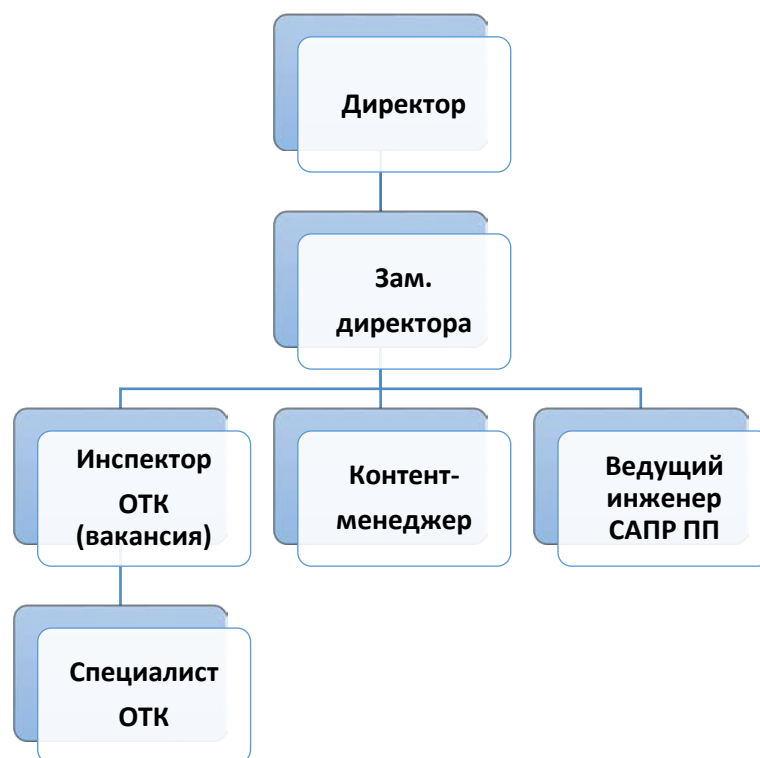 Директор
Зам.
директора
Инспектор
ОТК
(вакансия)
Контент-
менеджер
Ведущий
инженер
САПР ПП
Специалист
ОТК